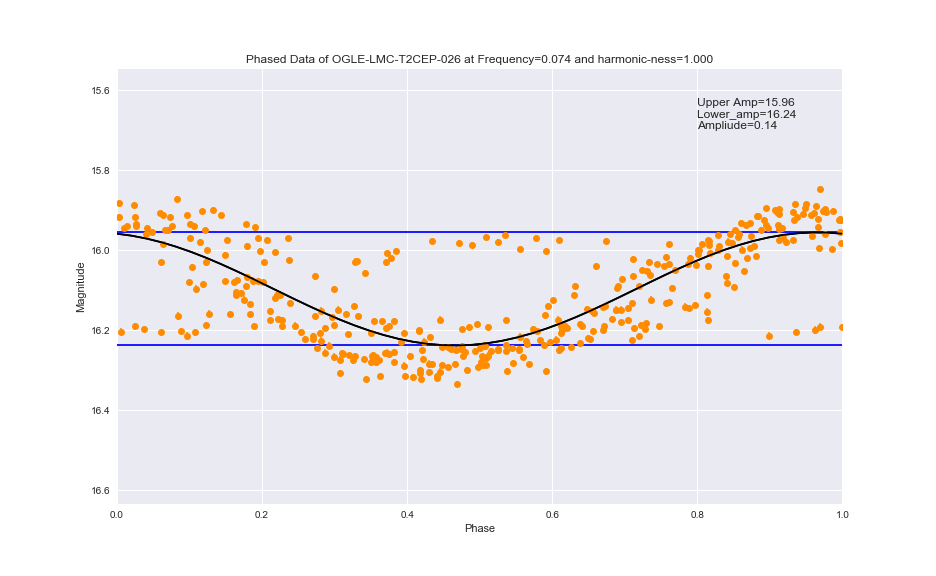 Phased Data of OGLE-LMC-T2CEP-026 at Frequency=0.074 and harmonic-ness=1.000
Upper Amp=15.96
Lower_amp=16.24
Ampliude=0.14
15.6
15.8
16.0
16.2
16.4
16.6
Magnitude
0.0
0.2
0.4
0.6
0.8
1.0
Phase